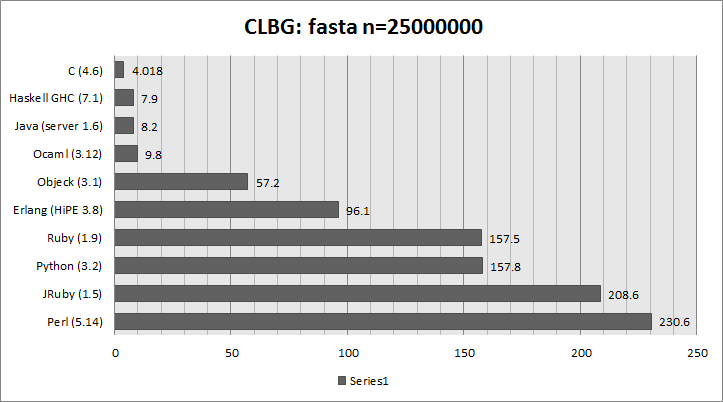 CLBG: fasta n=25000000
C (4.6) 4.018
Haskell GHC (7.1) 7.9
Java (server 1.6) 8.2
Ocaml (3.12) 9.8
Objeck (3.1) 57.2
Erlang (HiPE 3.8) 96.1
Ruby (1.9) 157.5
Python (3.2) 157.8
JRuby (1.5) 208.6
Perl (5.14) 230.6
0 50 100 150 200 250
Series1